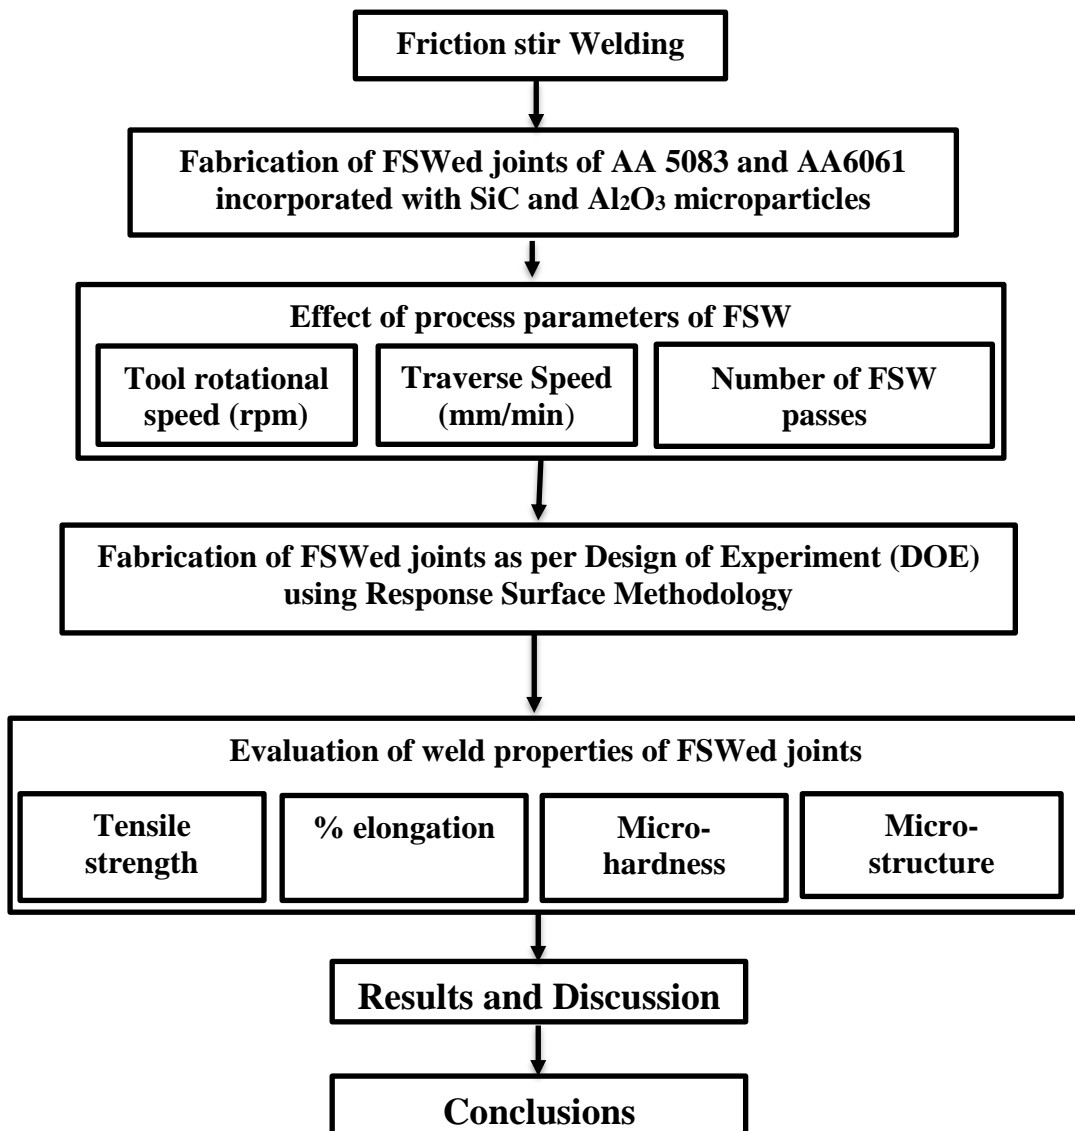 Friction stir Welding
Fabrication of FSWed joints of AA 5083 and AA6061
incorporated with SiC and Al₂O₃ microparticles
Effect of process parameters of FSW
Tool rotational
speed (rpm)
Traverse Speed
(mm/min)
Number of FSW
passes
Fabrication of FSWed joints as per Design of Experiment (DOE)
using Response Surface Methodology
Evaluation of weld properties of FSWed joints
Tensile
strength
% elongation
Micro-
hardness
Micro-
structure
Results and Discussion
Conclusions